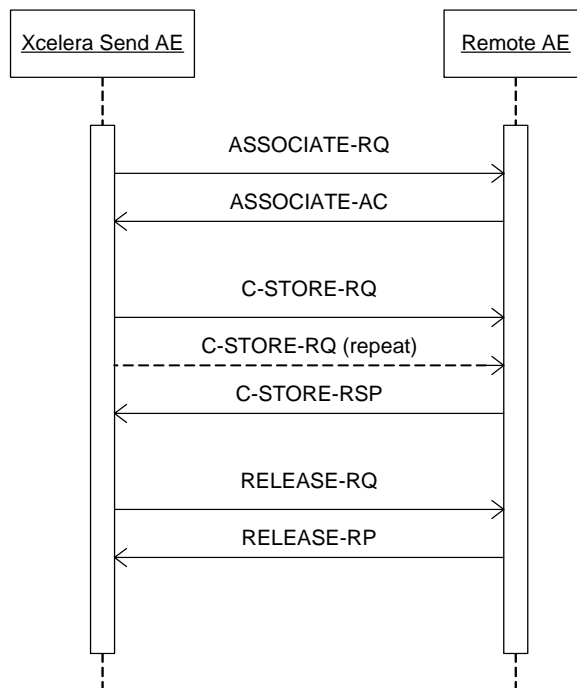 Xcelera Send AE
Remote AE
ASSOCIATE-RQ
ASSOCIATE-AC
C-STORE-RQ
C-STORE-RQ (repeat)
C-STORE-RSP
RELEASE-RQ
RELEASE-RP